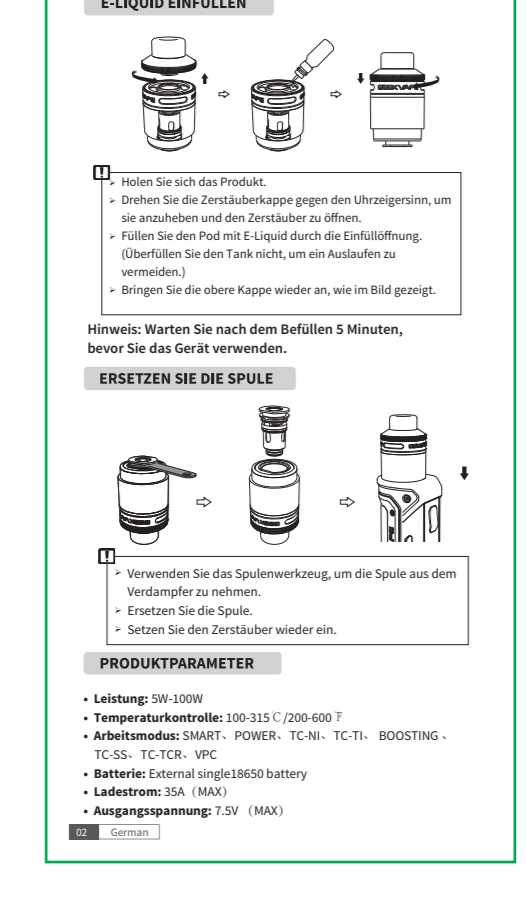 E-LIQUID EINFÜLLEN
Holen Sie sich das Produkt.
Drehen Sie die Zerstäuberkappe gegen den Uhrzeigersinn, um
sie anzuheben und den Zerstäuber zu öffnen.
Füllen Sie den Pod mit E-Liquid durch die Einfüllöffnung.
(Überfüllen Sie den Tank nicht, um ein Auslaufen zu
vermeiden.)
Bringen Sie die obere Kappe wieder an, wie im Bild gezeigt.
Hinweis: Warten Sie nach dem Befüllen 5 Minuten,
bevor Sie das Gerät verwenden.
ERSETZEN SIE DIE SPULE
Verwenden Sie das Spulenwerkzeug, um die Spule aus dem
Verdampfer zu nehmen.
Ersetzen Sie die Spule.
Setzen Sie den Zerstäuber wieder ein.
PRODUKTPARAMETER
• Leistung: 5W-100W
• Temperaturkontrolle: 100-315℃/200-600℉
• Arbeitsmodus: SMART、POWER、TC-NI、TC-TI、 BOOSTING 、
TC-SS、TC-TCR、VPC
• Batterie: External single18650 battery
• Ladestrom: 35A（MAX）
• Ausgangsspannung: 7.5V （MAX）
02 German